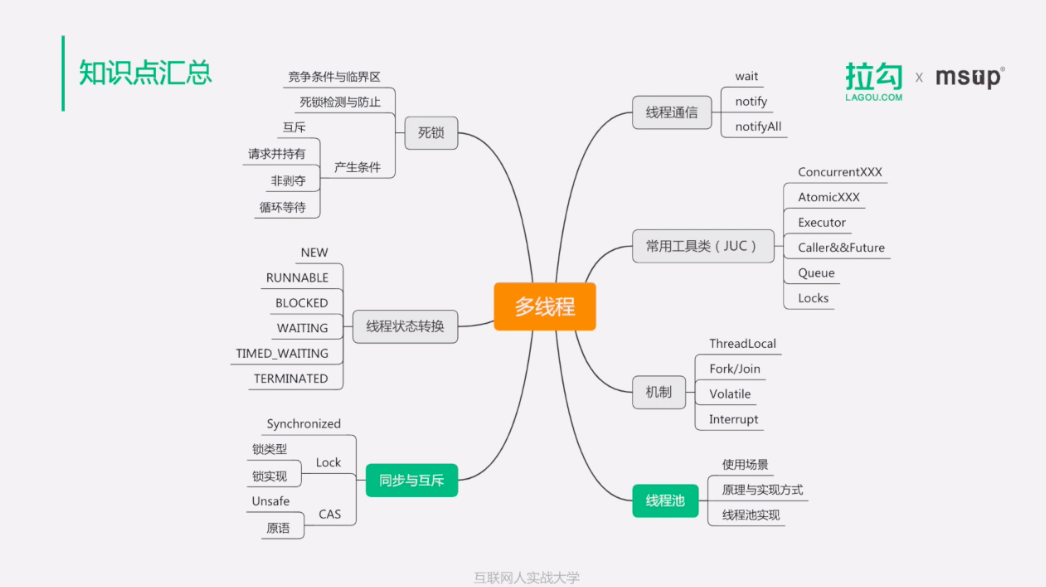 知识点汇总
拉勾
LAGOU.COM
x
msup®
多线程
死锁
竞争条件与临界区
死锁检测与防止
产生条件
互斥
请求并持有
非剥夺
循环等待
线程状态转换
NEW
RUNNABLE
BLOCKED
WAITING
TIMED_WAITING
TERMINATED
同步与互斥
Synchronized
Lock
锁类型
锁实现
CAS
Unsafe
原语
线程通信
wait
notify
notifyAll
常用工具类（JUC）
ConcurrentXXX
AtomicXXX
Executor
Caller&&Future
Queue
Locks
机制
ThreadLocal
Fork/Join
Volatile
Interrupt
线程池
使用场景
原理与实现方式
线程池实现
互联网人实战大学